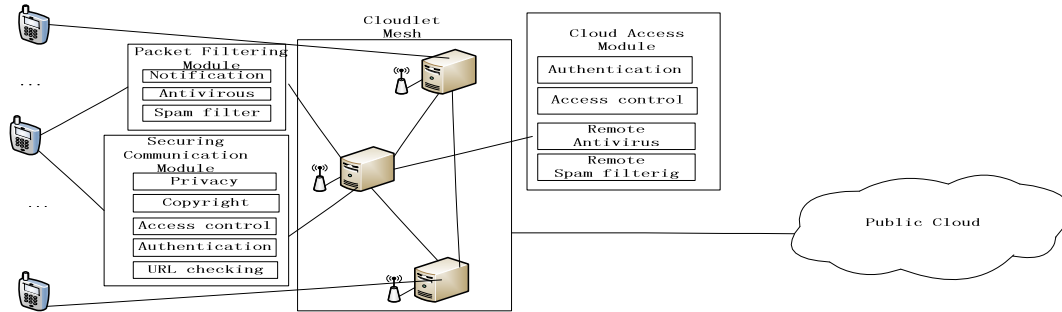 Cloudlet
Mesh
Packet Filtering
Module
Notification
Antivirous
Spam filter
Securing
Communication
Module
Privacy
Copyright
Access control
Authentication
URL checking
Cloud Access
Module
Authentication
Access control
Remote
Antivirus
Remote
Spam filterig
Public Cloud
...
...